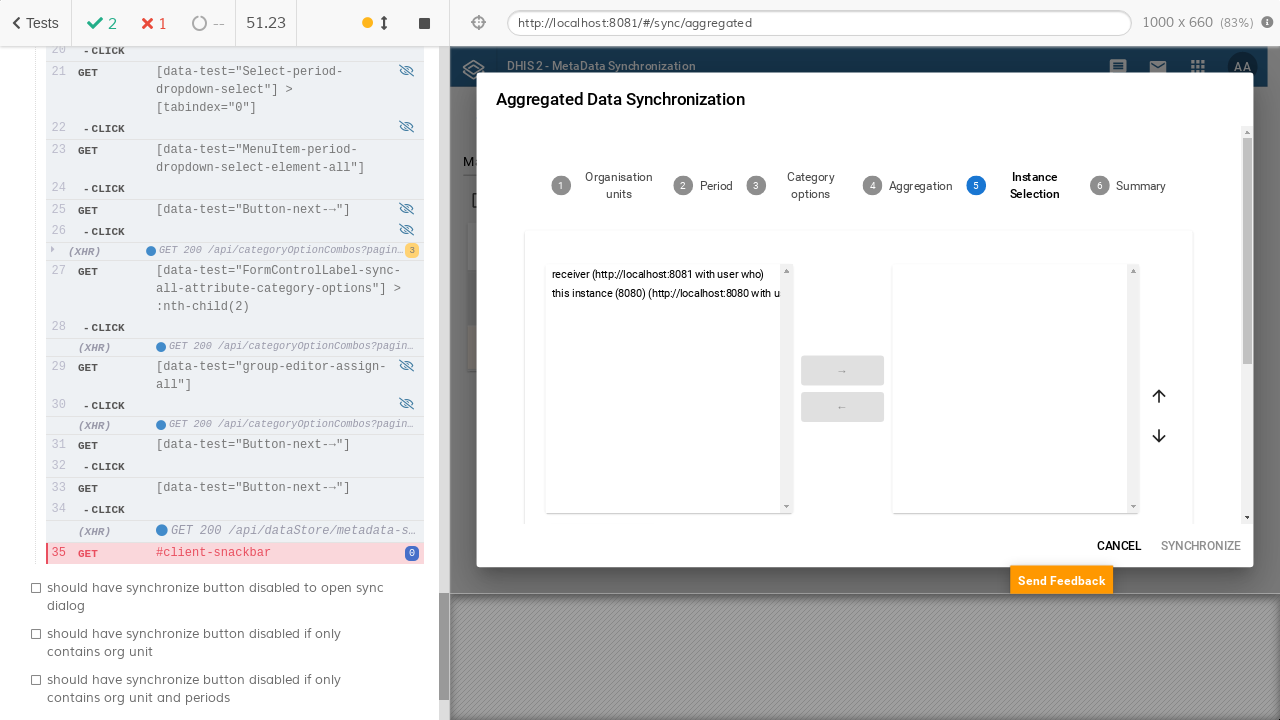 Tests
2
1
--
51.23
http://localhost:8081/#/sync/aggregated
1000 x 660 (83%)
20 - CLICK
21 GET [data-test="Select-period-
dropdown-select"] >
[tabindex="0"]
22 - CLICK
23 GET [data-test="MenuItem-period-
dropdown-select-element-all"]
24 - CLICK
25 GET [data-test="Button-next-→"]
26 - CLICK
(XHR) GET 200 /api/categoryOptionCombos?pagin… 3
27 GET [data-test="FormControlLabel-sync-
all-attribute-category-options"] >
:nth-child(2)
28 - CLICK
(XHR) GET 200 /api/categoryOptionCombos?pagin…
29 GET [data-test="group-editor-assign-
all"]
30 - CLICK
(XHR) GET 200 /api/categoryOptionCombos?pagin…
31 GET [data-test="Button-next-→"]
32 - CLICK
33 GET [data-test="Button-next-→"]
34 - CLICK
(XHR) GET 200 /api/dataStore/metadata-s…
35 GET #client-snackbar 0
should have synchronize button disabled to open sync
dialog
should have synchronize button disabled if only
contains org unit
should have synchronize button disabled if only
contains org unit and periods
DHIS 2 - MetaData Synchronization
AA
Aggregated Data Synchronization
1 Organisation
units
2 Period
3 Category
options
4 Aggregation
5 Instance
Selection
6 Summary
receiver (http://localhost:8081 with user who)
this instance (8080) (http://localhost:8080 with u
→
←
CANCEL
SYNCHRONIZE
Send Feedback